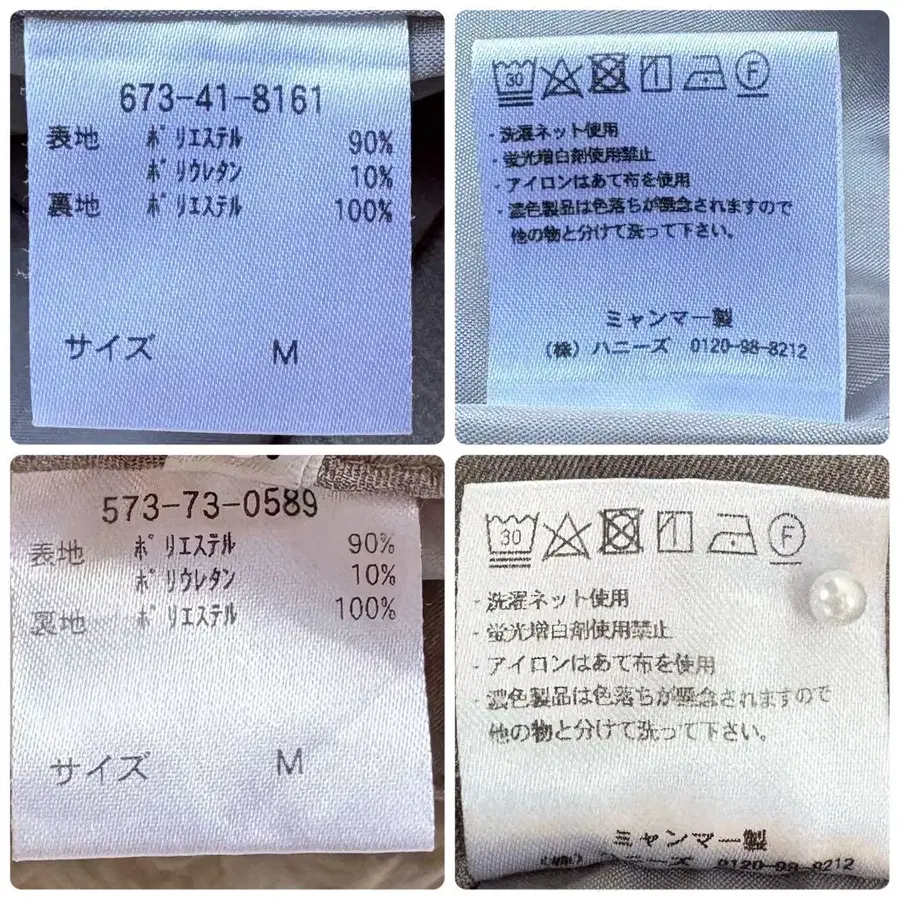 673-41-8161
表地 ポリエステル 90%
ポリウレタン 10%
裏地 ポリエステル 100%
サイズ M
30 F
・洗濯ネット使用
・蛍光増白剤使用禁止
・アイロンはあて布を使用
・濃色製品は色落ちが懸念されますので
他の物と分けて洗って下さい。
ミャンマー製
(株)ハニーズ 0120-98-8212
573-73-0589
表地 ポリエステル 90%
ポリウレタン 10%
裏地 ポリエステル 100%
サイズ M
30 F
・洗濯ネット使用
・蛍光増白剤使用禁止
・アイロンはあて布を使用
・濃色製品は色落ちが懸念されますので
他の物と分けて洗って下さい。
ミャンマー製
(株)ハニーズ 0120-98-8212